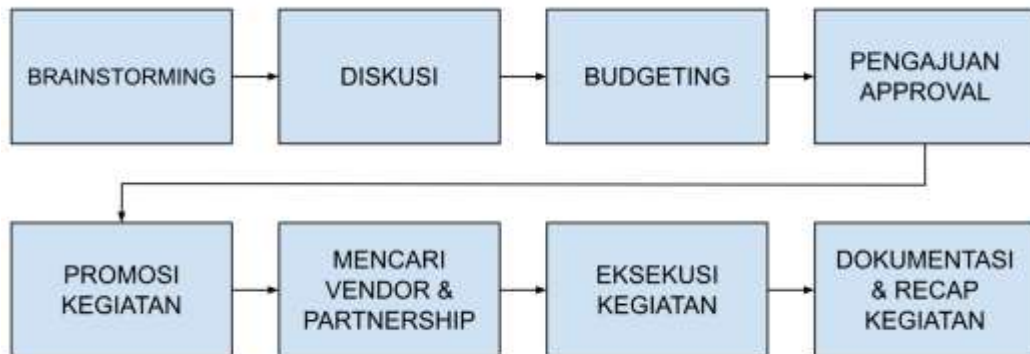 BRAINSTORMING
DISKUSI
BUDGETING
PENGAJUAN
APPROVAL
PROMOSI
KEGIATAN
MENCARI
VENDOR &
PARTNERSHIP
EKSEKUSI
KEGIATAN
DOKUMENTASI
& RECAP
KEGIATAN